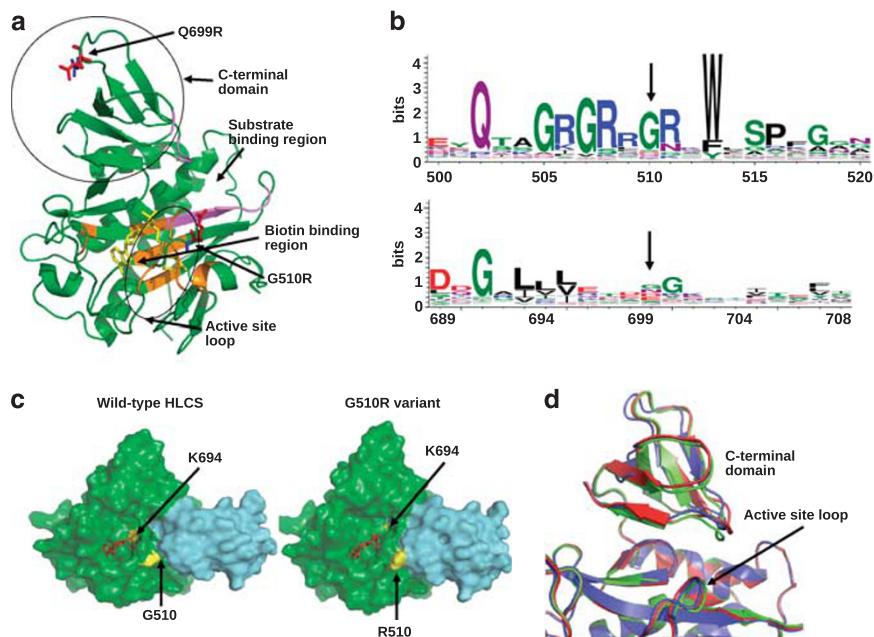 a
Q699R
C-terminal
domain
Substrate
binding region
Biotin binding
region
G510R
Active site
loop
b
bits
4
3
2
1
0
500 505 510 515 520
bits
4
3
2
1
0
689 694 699 704 708
c
Wild-type HLCS
K694
G510
G510R variant
K694
R510
d
C-terminal
domain
Active site loop